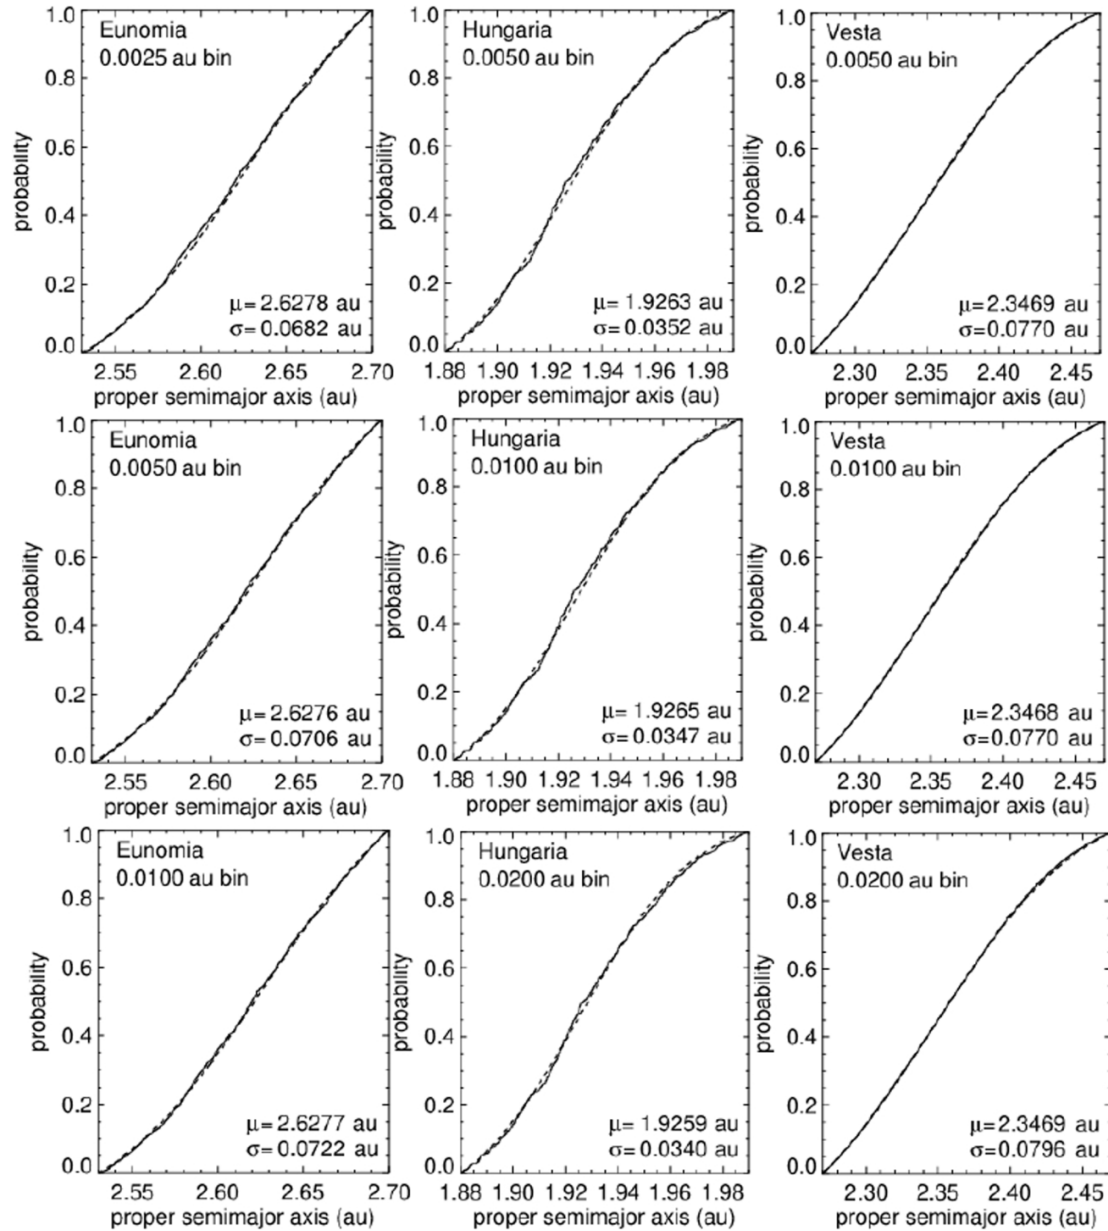 Eunomia
0.0025 au bin
μ= 2.6278 au
σ= 0.0682 au
probability
0.0
0.2
0.4
0.6
0.8
1.0
2.55
2.60
2.65
2.70
proper semimajor axis (au)
Hungaria
0.0050 au bin
μ= 1.9263 au
σ= 0.0352 au
probability
0.0
0.2
0.4
0.6
0.8
1.0
1.88
1.90
1.92
1.94
1.96
1.98
proper semimajor axis (au)
Vesta
0.0050 au bin
μ= 2.3469 au
σ= 0.0770 au
probability
0.0
0.2
0.4
0.6
0.8
1.0
2.30
2.35
2.40
2.45
proper semimajor axis (au)
Eunomia
0.0050 au bin
μ= 2.6276 au
σ= 0.0706 au
probability
0.0
0.2
0.4
0.6
0.8
1.0
2.55
2.60
2.65
2.70
proper semimajor axis (au)
Hungaria
0.0100 au bin
μ= 1.9265 au
σ= 0.0347 au
probability
0.0
0.2
0.4
0.6
0.8
1.0
1.88
1.90
1.92
1.94
1.96
1.98
proper semimajor axis (au)
Vesta
0.0100 au bin
μ= 2.3468 au
σ= 0.0770 au
probability
0.0
0.2
0.4
0.6
0.8
1.0
2.30
2.35
2.40
2.45
proper semimajor axis (au)
Eunomia
0.0100 au bin
μ= 2.6277 au
σ= 0.0722 au
probability
0.0
0.2
0.4
0.6
0.8
1.0
2.55
2.60
2.65
2.70
proper semimajor axis (au)
Hungaria
0.0200 au bin
μ= 1.9259 au
σ= 0.0340 au
probability
0.0
0.2
0.4
0.6
0.8
1.0
1.88
1.90
1.92
1.94
1.96
1.98
proper semimajor axis (au)
Vesta
0.0200 au bin
μ= 2.3469 au
σ= 0.0796 au
probability
0.0
0.2
0.4
0.6
0.8
1.0
2.30
2.35
2.40
2.45
proper semimajor axis (au)